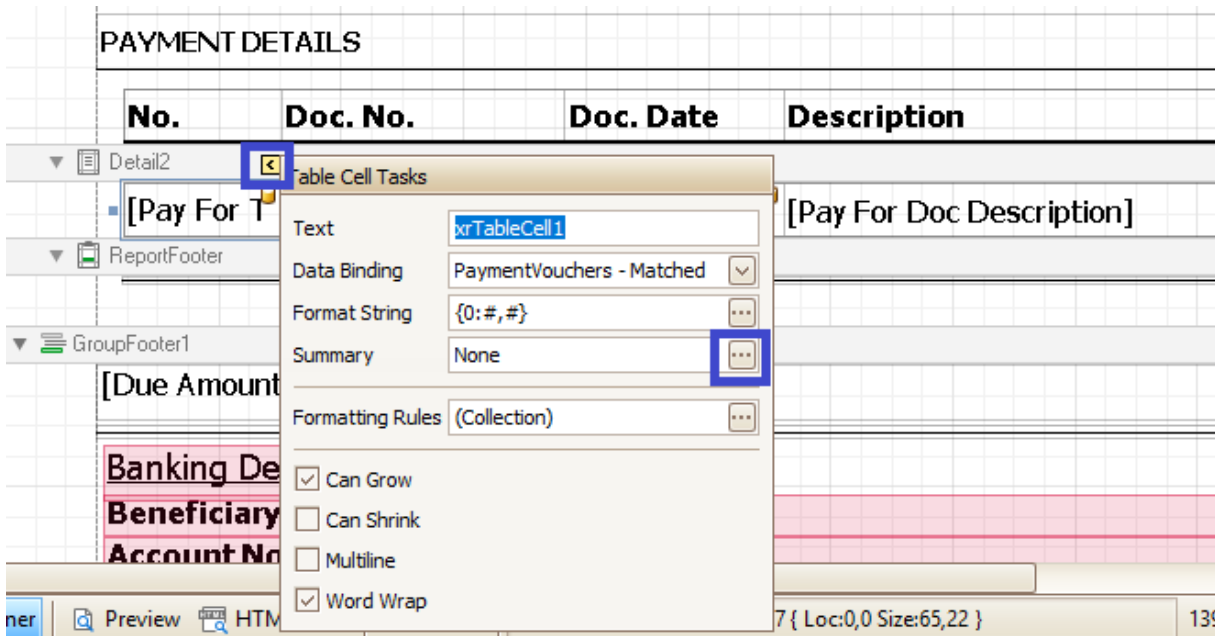 PAYMENT DETAILS
No. Doc. No. Doc. Date Description
Detail2
Table Cell Tasks
[Pay For T [Pay For Doc Description]
Text xrTableCell1
ReportFooter
Data Binding PaymentVouchers - Matched
Format String {0:#,#}
GroupFooter1
Summary None
[Due Amount
Formatting Rules (Collection)
Banking De
Can Grow
Beneficiary
Can Shrink
Account No
Multiline
Word Wrap
ner Preview HTM 7 { Loc:0,0 Size:65,22 } 139